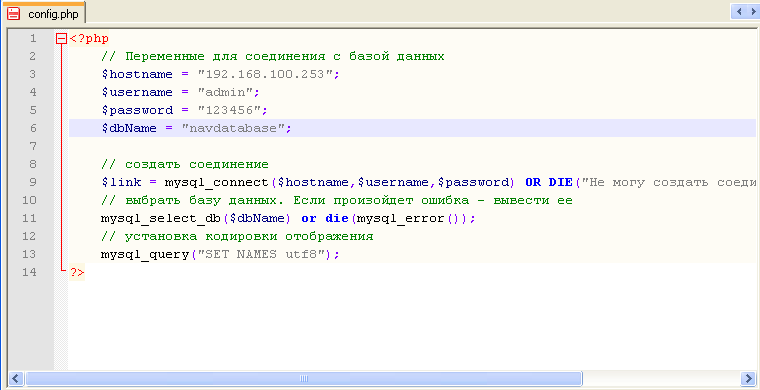 config.php
1 <?php
2 // Переменные для соединения с базой данных
3 $hostname = "192.168.100.253";
4 $username = "admin";
5 $password = "123456";
6 $dbName = "navdatabase";
7
8 // создать соединение
9 $link = mysql_connect($hostname,$username,$password) OR DIE("Не могу создать соеди
10 // выбрать базу данных. Если произойдет ошибка - вывести ее
11 mysql_select_db($dbName) or die(mysql_error());
12 // установка кодировки отображения
13 mysql_query("SET NAMES utf8");
14 ?>